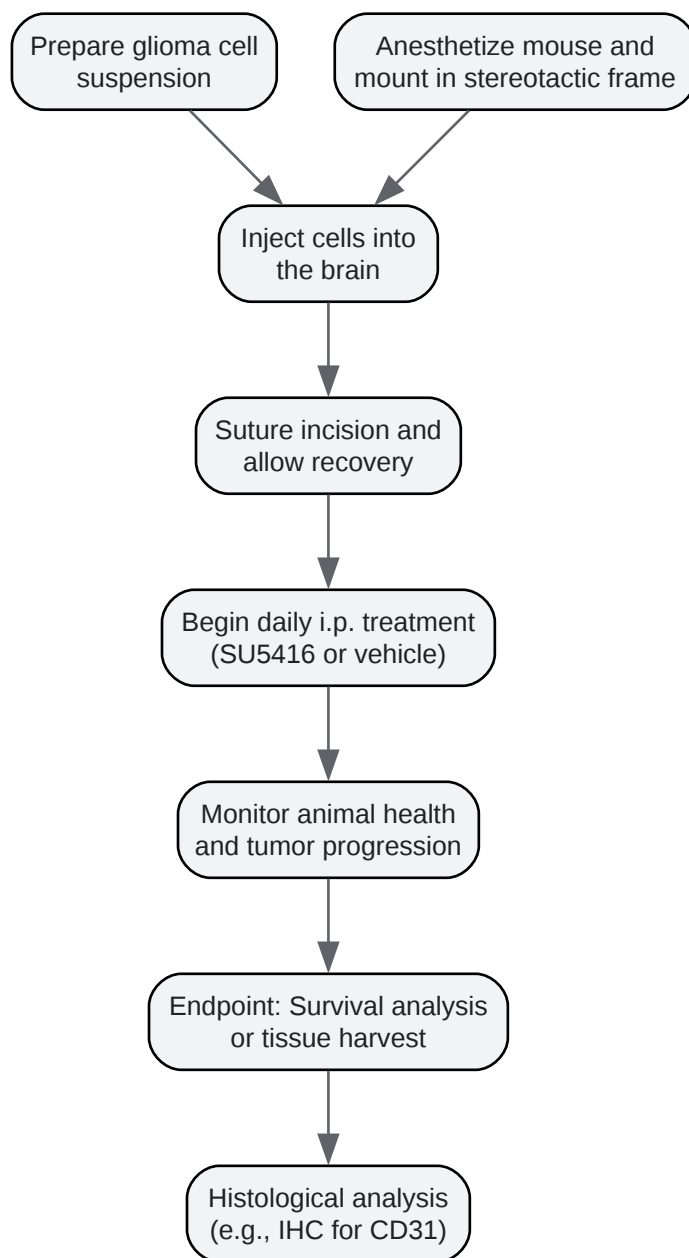 Prepare glioma cell
suspension
Anesthetize mouse and
mount in stereotactic frame
Inject cells into
the brain
Suture incision and
allow recovery
Begin daily i.p. treatment
(SU5416 or vehicle)
Monitor animal health
and tumor progression
Endpoint: Survival analysis
or tissue harvest
Histological analysis
(e.g., IHC for CD31)